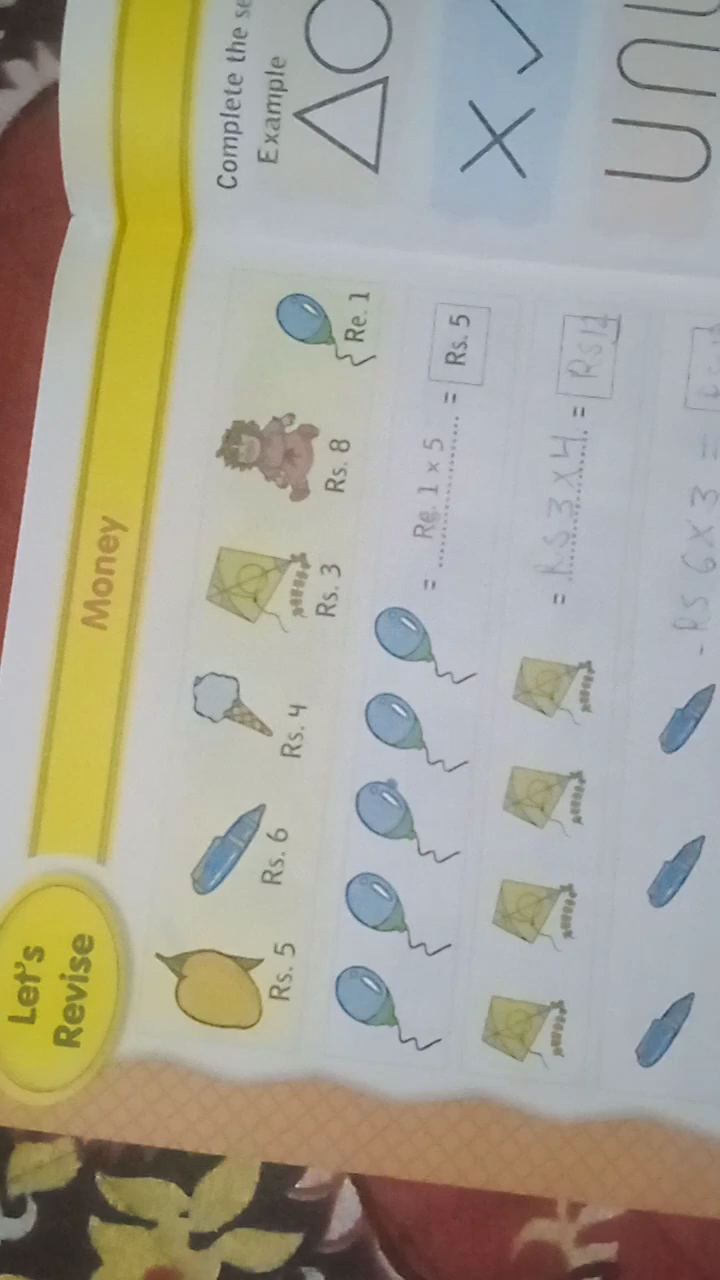 Let's
Revise
Money
Rs. 5 Rs. 6 Rs. 4 Rs. 3 Rs. 8 Re. 1
= Re. 1 x 5 = Rs. 5
= Rs 3 x 4 = Rs
- Rs 6 x 3 =
Complete the
Example